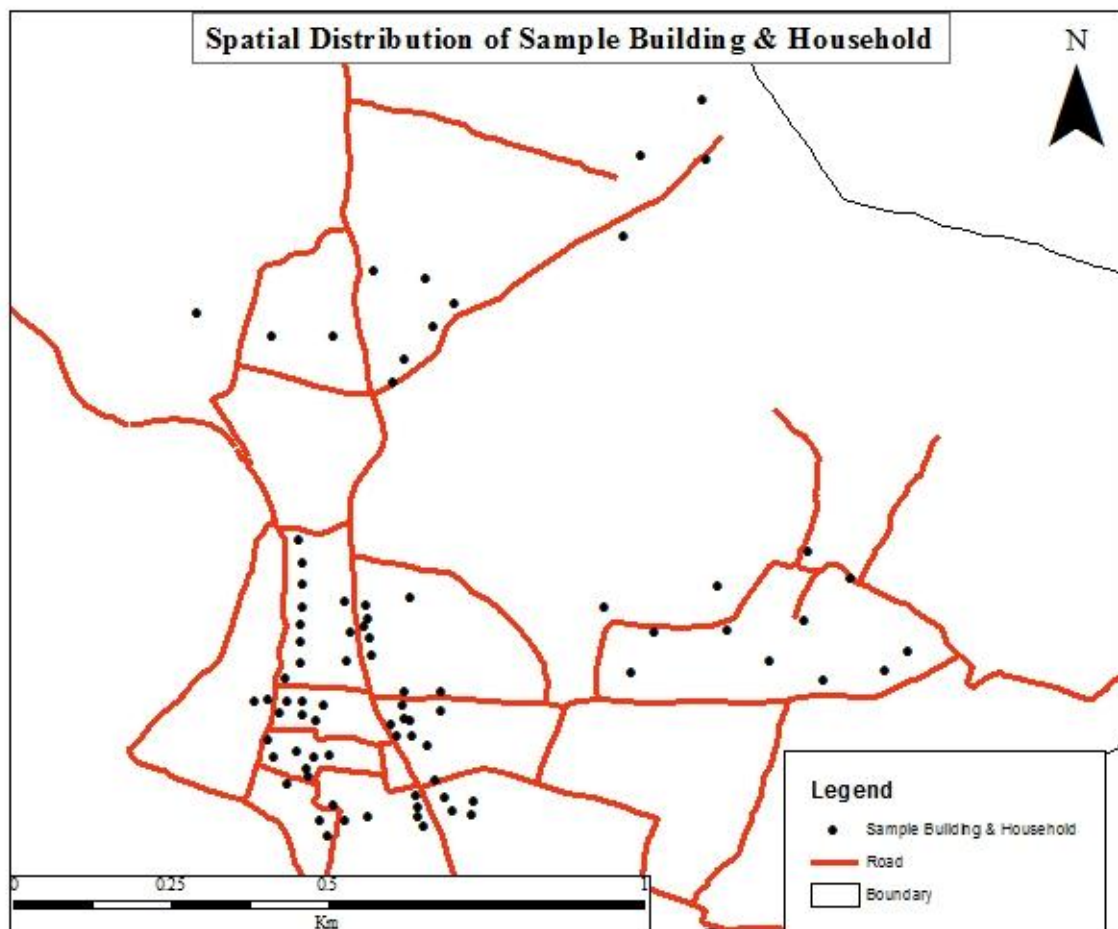 Spatial Distribution of Sample Building & Household
N
Legend
Sample Building & Household
Road
Boundary
0 0.25 0.5 1
Km